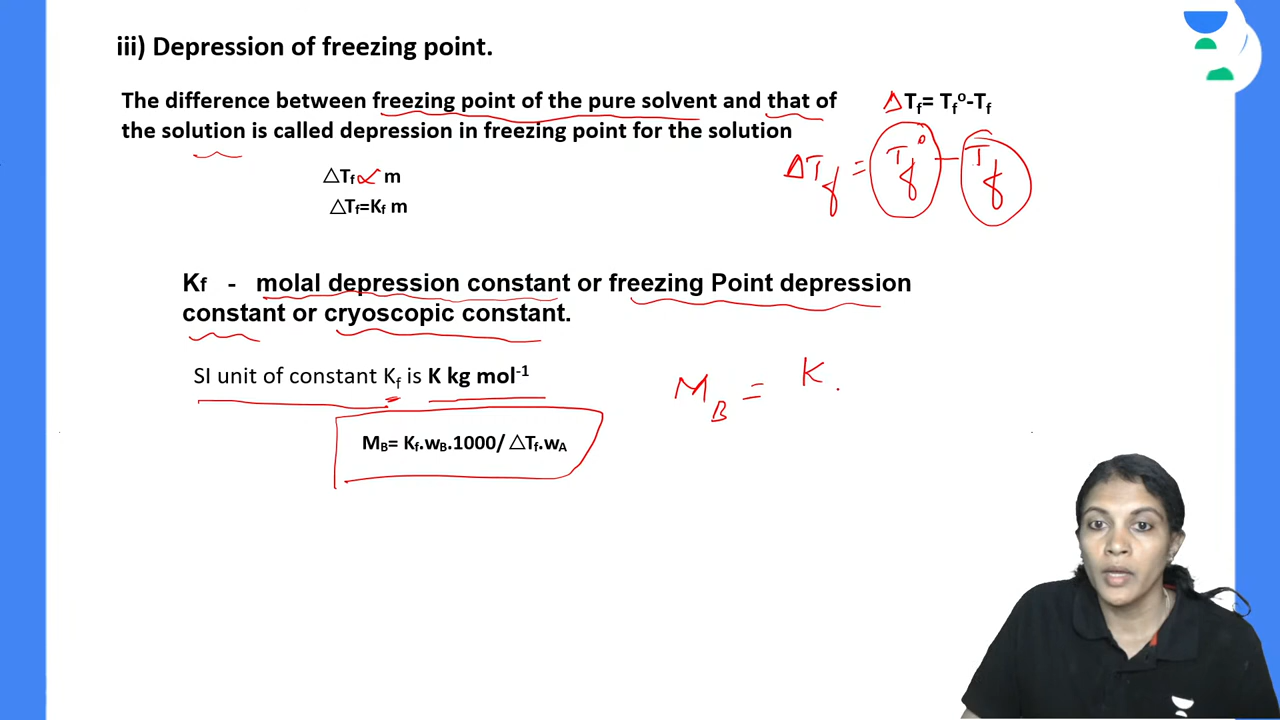 iii) Depression of freezing point.
The difference between freezing point of the pure solvent and that of
the solution is called depression in freezing point for the solution
△Tf= Tf°-Tf
ΔTf = Tf° - Tf
△Tf ∝ m
△Tf=Kf m
Kf - molal depression constant or freezing Point depression
constant or cryoscopic constant.
SI unit of constant Kf is K kg mol-1
MB = K.
MB= Kf.wB.1000/ △Tf.wA